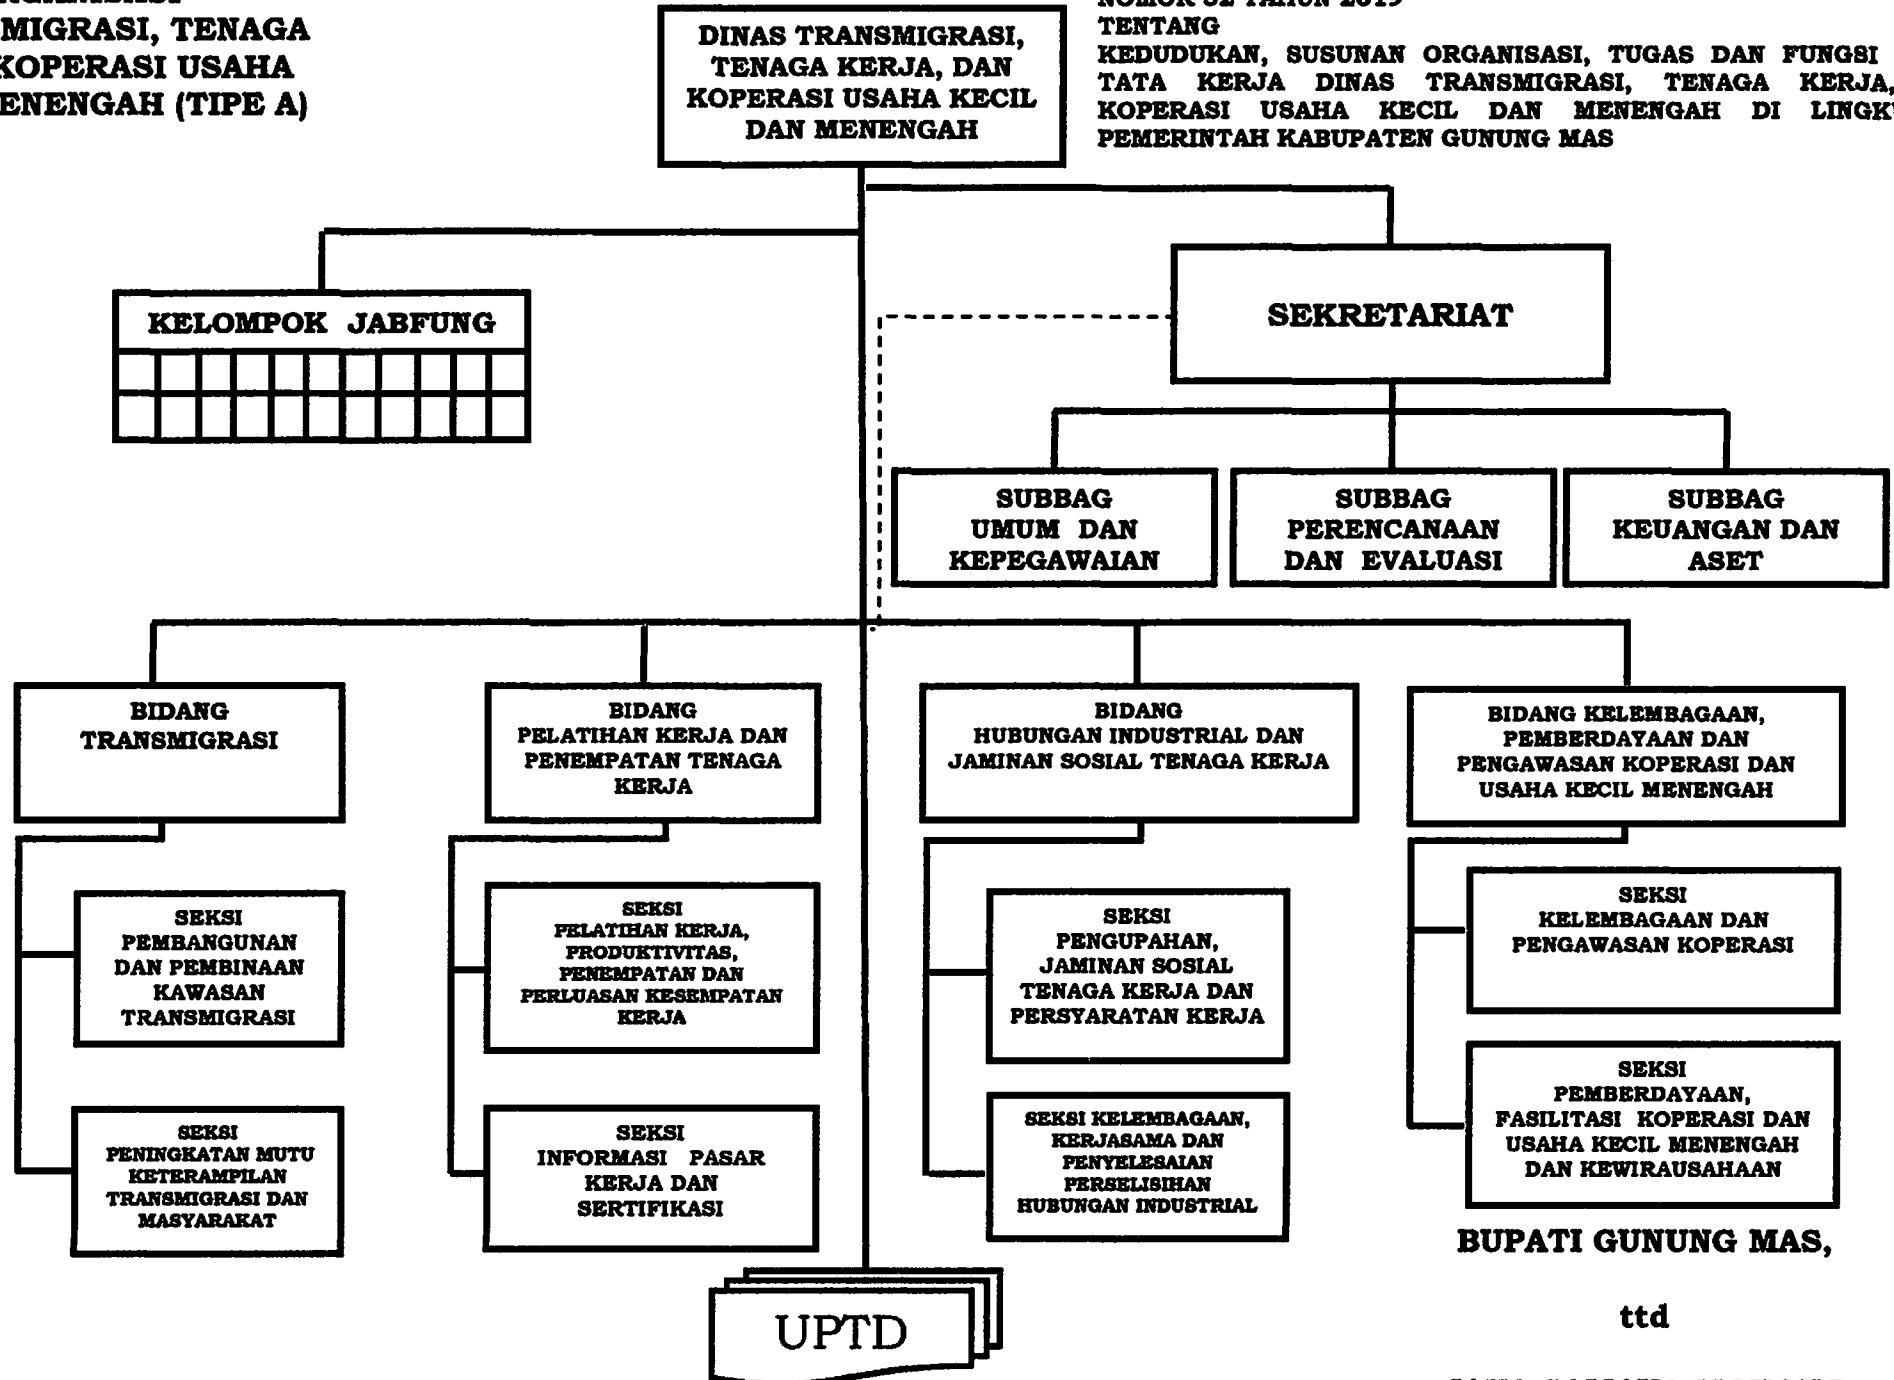 MIGRASI, TENAGA
KOPERASI USAHA
ENENGAH (TIPE A)
DINAS TRANSMIGRASI,
TENAGA KERJA, DAN
KOPERASI USAHA KECIL
DAN MENENGAH
TENTANG
KEDUDUKAN, SUSUNAN ORGANISASI, TUGAS DAN FUNGSI
TATA KERJA DINAS TRANSMIGRASI, TENAGA KERJA,
KOPERASI USAHA KECIL DAN MENENGAH DI LINGK
PEMERINTAH KABUPATEN GUNUNG MAS
KELOMPOK JABFUNG
SEKRETARIAT
SUBBAG
UMUM DAN
KEPEGAWAIAN
SUBBAG
PERENCANAAN
DAN EVALUASI
SUBBAG
KEUANGAN DAN
ASET
BIDANG
TRANSMIGRASI
BIDANG
PELATIHAN KERJA DAN
PENEMPATAN TENAGA
KERJA
BIDANG
HUBUNGAN INDUSTRIAL DAN
JAMINAN SOSIAL TENAGA KERJA
BIDANG KELEMBAGAAN,
PEMBERDAYAAN DAN
PENGAWASAN KOPERASI DAN
USAHA KECIL MENENGAH
SEKSI
PEMBANGUNAN
DAN PEMBINAAN
KAWASAN
TRANSMIGRASI
SEKSI
PELATIHAN KERJA,
PRODUKTIVITAS,
PENEMPATAN DAN
PERLUASAN KESEMPATAN
KERJA
SEKSI
PENGUPAHAN,
JAMINAN SOSIAL
TENAGA KERJA DAN
PERSYARATAN KERJA
SEKSI
KELEMBAGAAN DAN
PENGAWASAN KOPERASI
SEKSI
PENINGKATAN MUTU
KETERAMPILAN
TRANSMIGRASI DAN
MASYARAKAT
SEKSI
INFORMASI PASAR
KERJA DAN
SERTIFIKASI
SEKSI KELEMBAGAAN,
KERJASAMA DAN
PENYELESAIAN
PERSELISIHAN
HUBUNGAN INDUSTRIAL
SEKSI
PEMBERDAYAAN,
FASILITASI KOPERASI DAN
USAHA KECIL MENENGAH
DAN KEWIRAUSAHAAN
BUPATI GUNUNG MAS,
ttd
UPTD